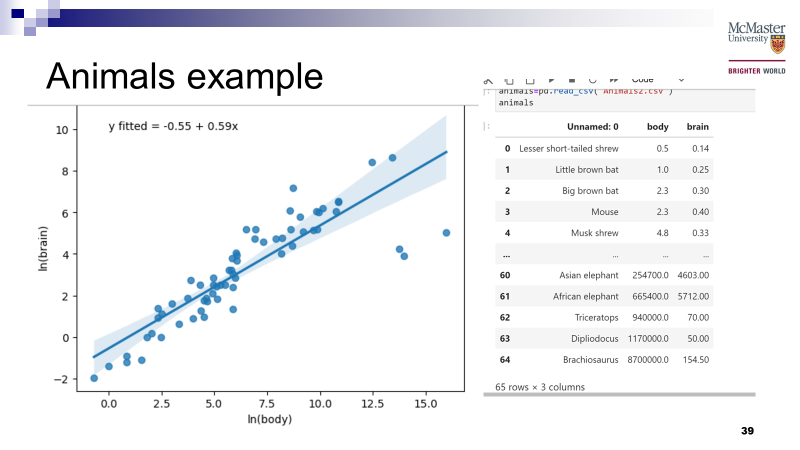 McMaster
University
BRIGHTER WORLD
Animals example
y fitted = -0.55 + 0.59x
10
8
6
4
2
0
−2
ln(brain)
0.0 2.5 5.0 7.5 10.0 12.5 15.0
ln(body)
Code
animals=pd.read_csv('Animals2.csv')
animals
Unnamed: 0 body brain
0 Lesser short-tailed shrew 0.5 0.14
1 Little brown bat 1.0 0.25
2 Big brown bat 2.3 0.30
3 Mouse 2.3 0.40
4 Musk shrew 4.8 0.33
... ... ... ...
60 Asian elephant 254700.0 4603.00
61 African elephant 665400.0 5712.00
62 Triceratops 940000.0 70.00
63 Dipliodocus 1170000.0 50.00
64 Brachiosaurus 8700000.0 154.50
65 rows × 3 columns
39